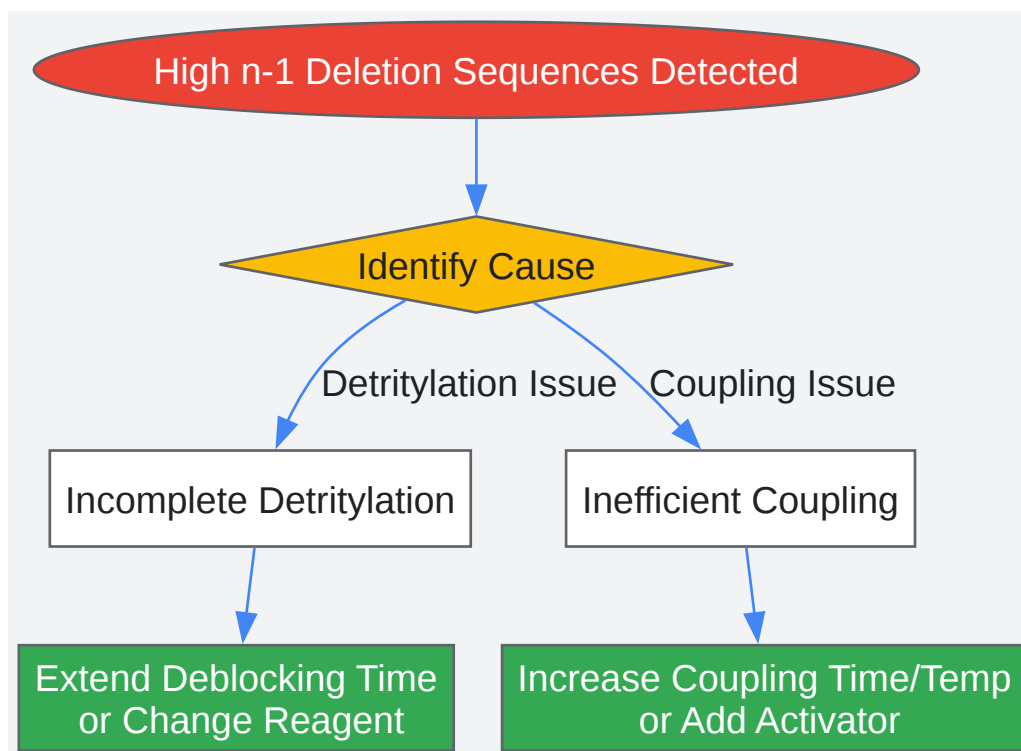 High n-1 Deletion Sequences Detected
Identify Cause
Detritylation Issue
Coupling Issue
Incomplete Detritylation
Inefficient Coupling
Extend Deblocking Time
or Change Reagent
Increase Coupling Time/Temp
or Add Activator